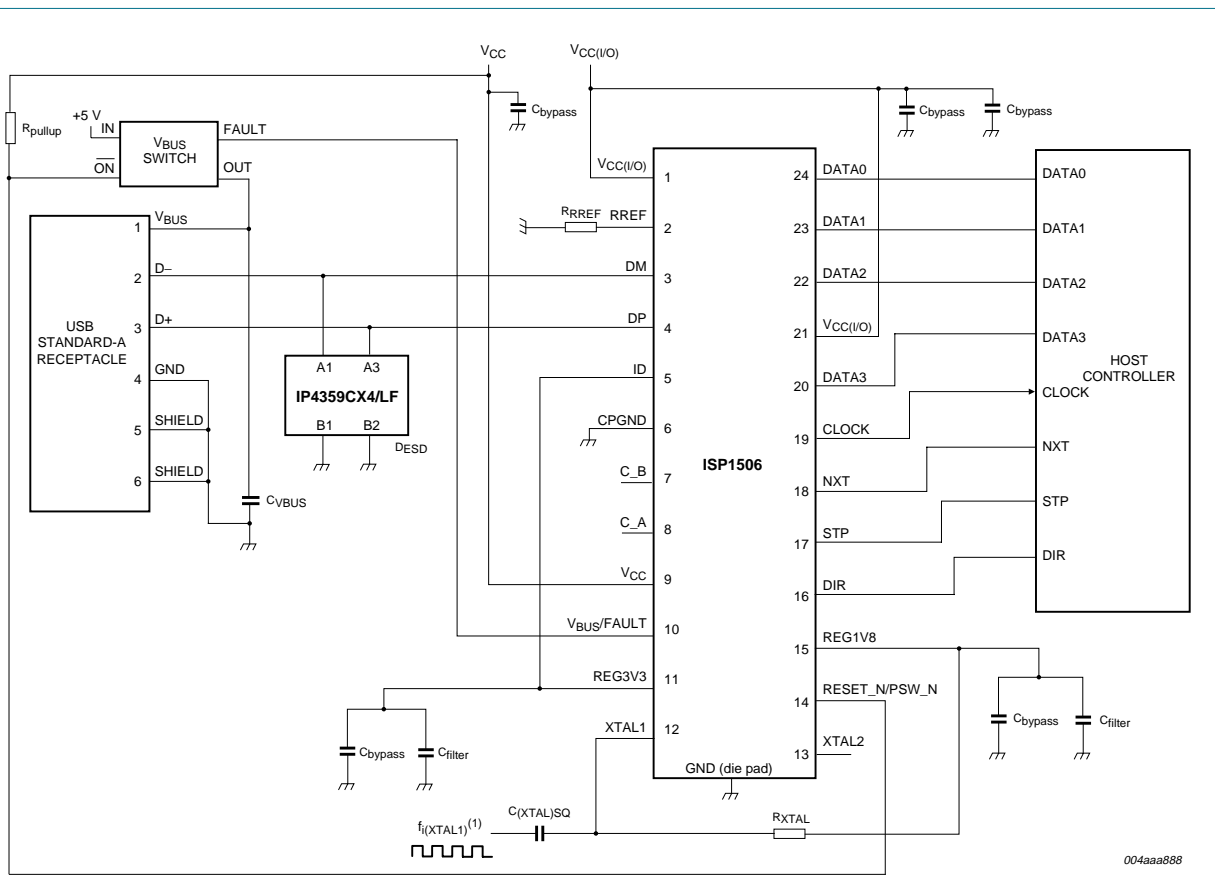 VCC
VCC(I/O)
Cbypass
Cbypass
Cbypass
Rpullup
+5 V
IN
ON
VBUS
SWITCH
FAULT
OUT
1
VBUS
2
D−
3
D+
4
GND
5
SHIELD
6
SHIELD
USB
STANDARD-A
RECEPTACLE
CVBUS
A1
A3
IP4359CX4/LF
B1
B2
DESD
VCC(I/O)
1
RRREF
RREF
2
DM
3
DP
4
ID
5
CPGND
6
C_B
7
C_A
8
VCC
9
VBUS/FAULT
10
REG3V3
11
XTAL1
12
ISP1506
GND (die pad)
24
DATA0
23
DATA1
22
DATA2
21
VCC(I/O)
20
DATA3
19
CLOCK
18
NXT
17
STP
16
DIR
15
REG1V8
14
RESET_N/PSW_N
13
XTAL2
DATA0
DATA1
DATA2
DATA3
HOST
CONTROLLER
CLOCK
NXT
STP
DIR
Cbypass
Cfilter
Cbypass
Cfilter
fi(XTAL1)(1)
C(XTAL)SQ
RXTAL
004aaa888